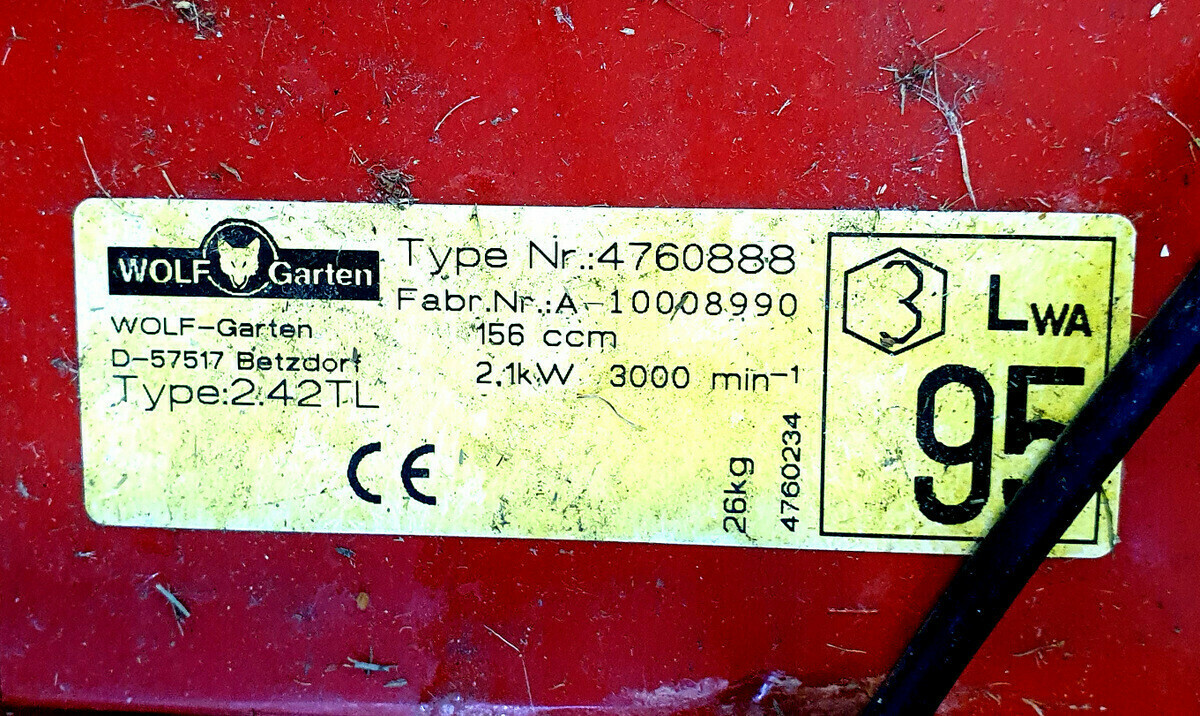 WOLF Garten
WOLF-Garten
D-57517 Betzdorf
Type:2.42TL
Type Nr.:4760888
Fabr.Nr.:A-10008990
156 ccm
2.1kW 3000 min-1
CE
26kg
4760234
3 LWA
95